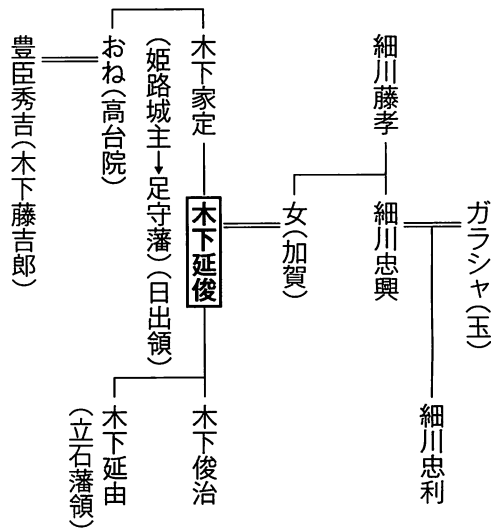 ガラシャ(玉)
細川忠利
細川藤孝
細川忠興
女(加賀)
木下家定
(姫路城主→足守藩)(日出領)
木下延俊
木下俊治
木下延由
(立石藩領)
おね(高台院)
豊臣秀吉(木下藤吉郎)